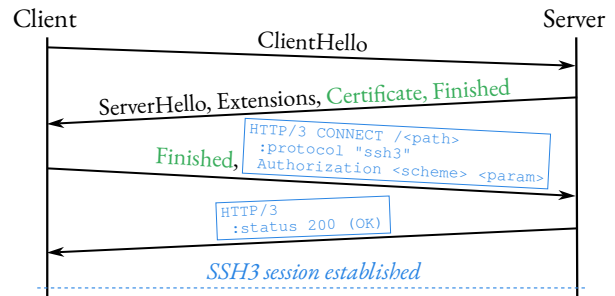 Client
Server
ClientHello
ServerHello, Extensions, Certificate, Finished
Finished,
HTTP/3 CONNECT /<path>
:protocol "ssh3"
Authorization <scheme> <param>
HTTP/3
:status 200 (OK)
SSH3 session established